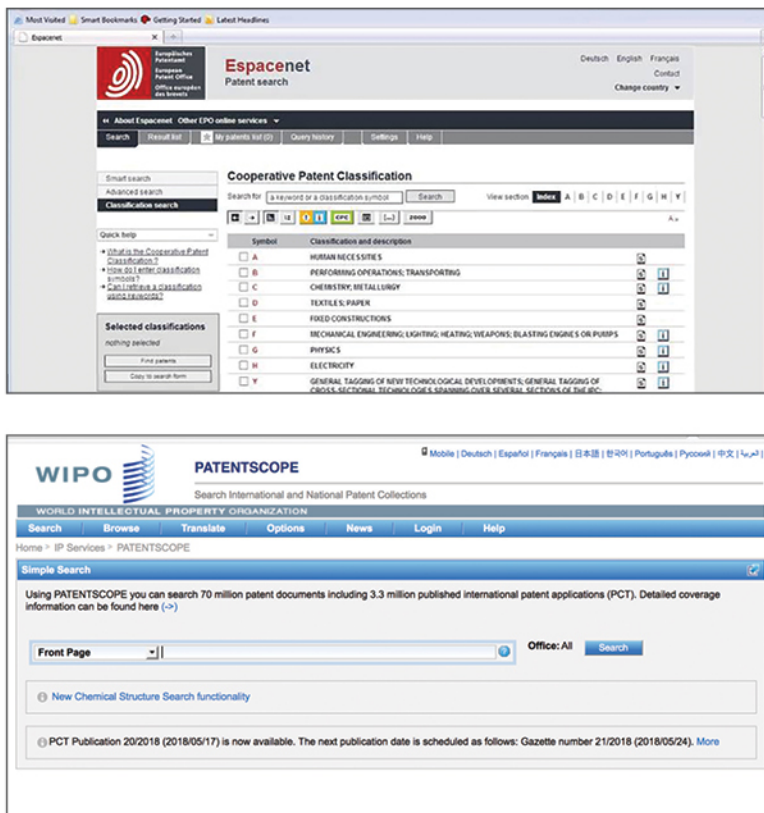 Most Visited Smart Bookmarks Getting Started Latest Headlines
Espacenet
Europäisches
Patentamt
European
Patent Office
Office européen
des brevets
Espacenet
Patent search
Deutsch English Français
Contact
Change country
About Espacenet Other EPO online services
Search Result list My patents list (0) Query history Settings Help
Smart search
Advanced search
Classification search
Quick help
What is the Cooperative Patent
Classification ?
How do I enter classification
symbols?
Can I retrieve a classification
using keywords?
Selected classifications
nothing selected
Find patents
Copy to search form
Cooperative Patent Classification
Search for a keyword or a classification symbol Search View section Index A B C D E F G H Y
CPC [...] 2000
Symbol Classification and description
A HUMAN NECESSITIES
B PERFORMING OPERATIONS; TRANSPORTING
C CHEMISTRY; METALLURGY
D TEXTILES; PAPER
E FIXED CONSTRUCTIONS
F MECHANICAL ENGINEERING; LIGHTING; HEATING; WEAPONS; BLASTING ENGINES OR PUMPS
G PHYSICS
H ELECTRICITY
Y GENERAL TAGGING OF NEW TECHNOLOGICAL DEVELOPMENTS; GENERAL TAGGING OF
CROSS-SECTIONAL TECHNOLOGIES SPANNING OVER SEVERAL SECTIONS OF THE IPC;
WIPO
PATENTSCOPE
Mobile | Deutsch | Español | Français | 日本語 | 한국어 | Português | Русский | 中文 | العربية |
Search International and National Patent Collections
WORLD INTELLECTUAL PROPERTY ORGANIZATION
Search Browse Translate Options News Login Help
Home > IP Services > PATENTSCOPE
Simple Search
Using PATENTSCOPE you can search 70 million patent documents including 3.3 million published international patent applications (PCT). Detailed coverage
information can be found here (->)
Front Page
Office: All Search
New Chemical Structure Search functionality
PCT Publication 20/2018 (2018/05/17) is now available. The next publication date is scheduled as follows: Gazette number 21/2018 (2018/05/24). More